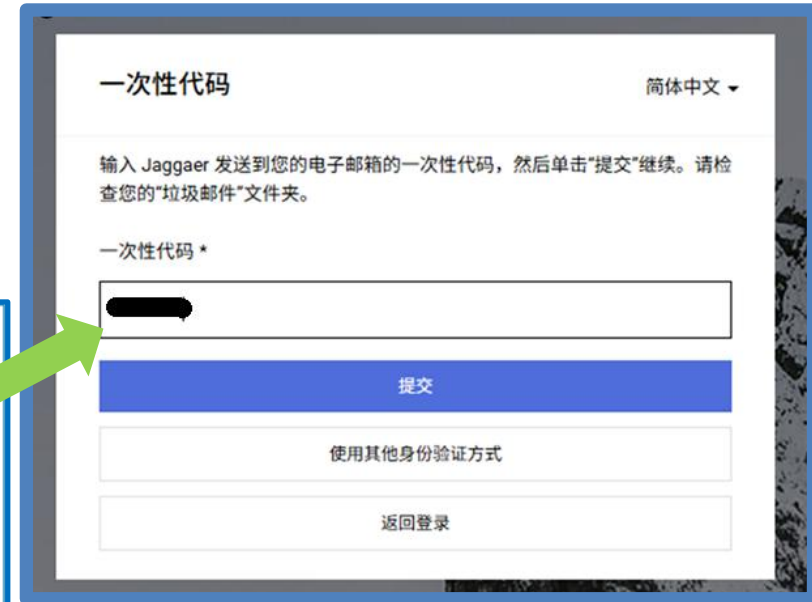 一次性代码
简体中文
输入 Jaggaer 发送到您的电子邮箱的一次性代码，然后单击“提交”继续。请检
查您的“垃圾邮件”文件夹。
一次性代码 *
提交
使用其他身份验证方式
返回登录